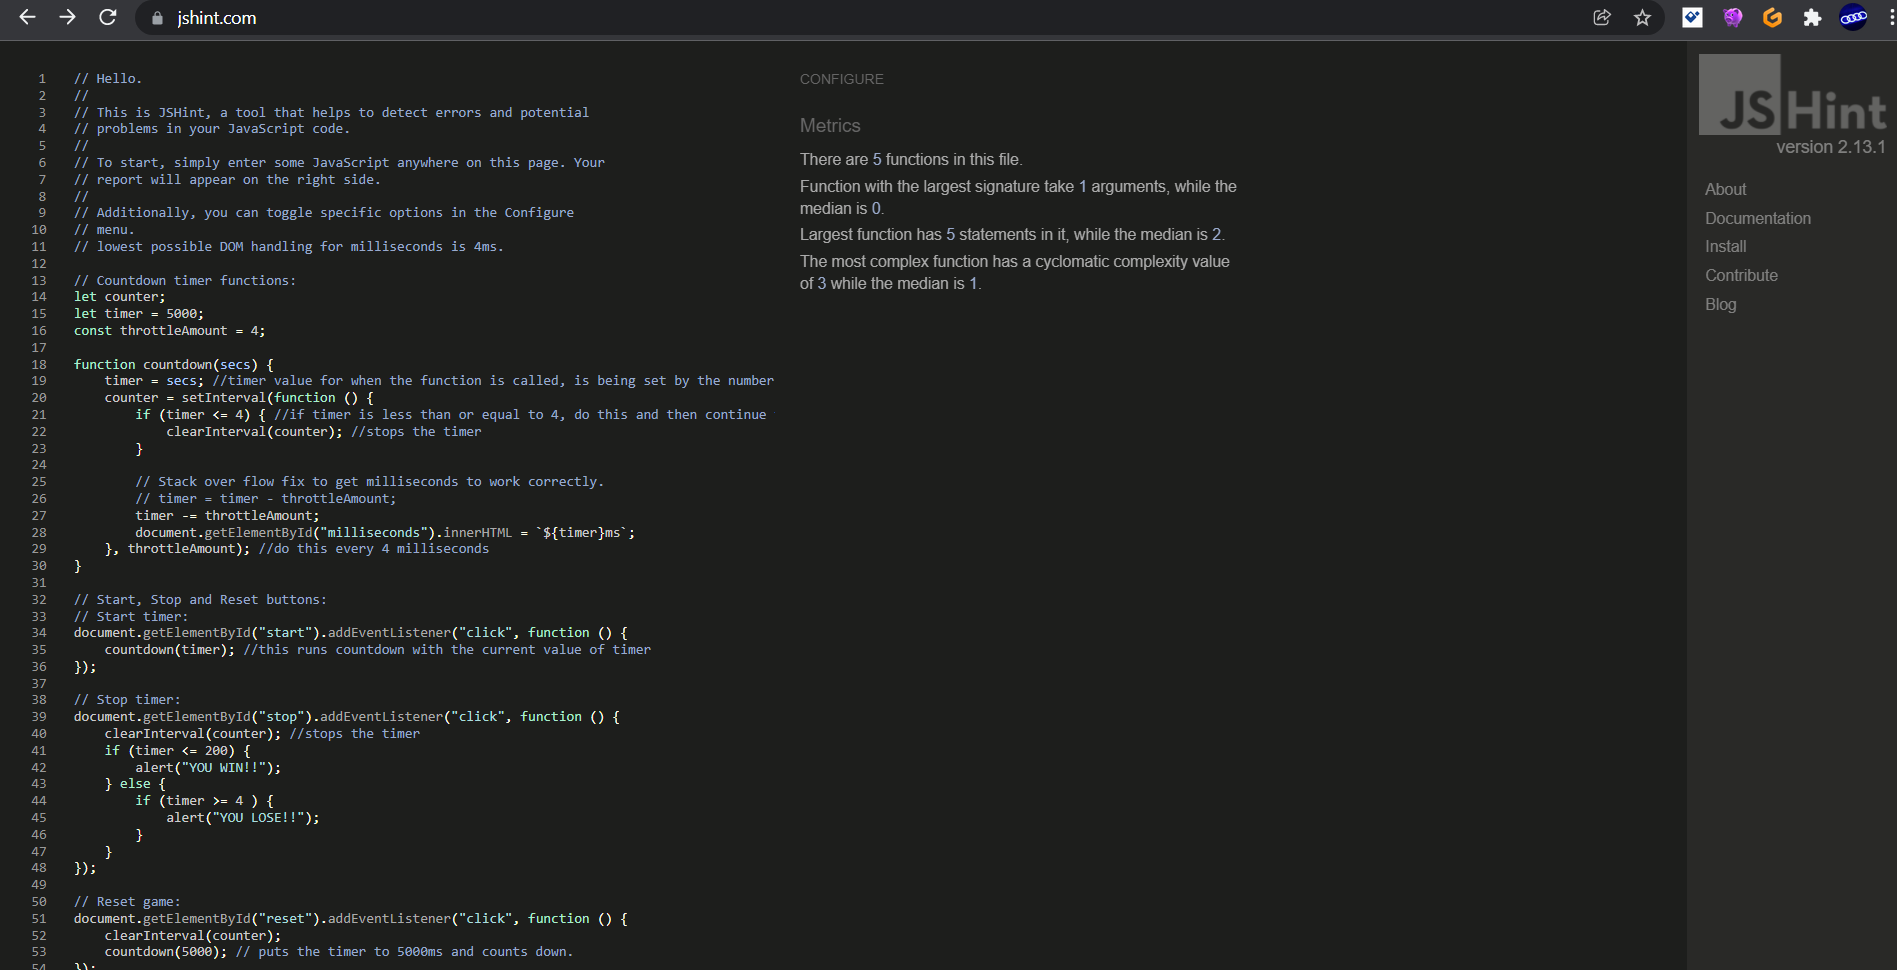 jshint.com
1 // Hello.
2 //
3 // This is JSHint, a tool that helps to detect errors and potential
4 // problems in your JavaScript code.
5 //
6 // To start, simply enter some JavaScript anywhere on this page. Your
7 // report will appear on the right side.
8 //
9 // Additionally, you can toggle specific options in the Configure
10 // menu.
11 // lowest possible DOM handling for milliseconds is 4ms.
12
13 // Countdown timer functions:
14 let counter;
15 let timer = 5000;
16 const throttleAmount = 4;
17
18 function countdown(secs) {
19 timer = secs; //timer value for when the function is called, is being set by the number
20 counter = setInterval(function () {
21 if (timer <= 4) { //if timer is less than or equal to 4, do this and then continue
22 clearInterval(counter); //stops the timer
23 }
24
25 // Stack over flow fix to get milliseconds to work correctly.
26 // timer = timer - throttleAmount;
27 timer -= throttleAmount;
28 document.getElementById("milliseconds").innerHTML = `${timer}ms`;
29 }, throttleAmount); //do this every 4 milliseconds
30 }
31
32 // Start, Stop and Reset buttons:
33 // Start timer:
34 document.getElementById("start").addEventListener("click", function () {
35 countdown(timer); //this runs countdown with the current value of timer
36 });
37
38 // Stop timer:
39 document.getElementById("stop").addEventListener("click", function () {
40 clearInterval(counter); //stops the timer
41 if (timer <= 200) {
42 alert("YOU WIN!!");
43 } else {
44 if (timer >= 4 ) {
45 alert("YOU LOSE!!");
46 }
47 }
48 });
49
50 // Reset game:
51 document.getElementById("reset").addEventListener("click", function () {
52 clearInterval(counter);
53 countdown(5000); // puts the timer to 5000ms and counts down.
54 });
CONFIGURE
Metrics
There are 5 functions in this file.
Function with the largest signature take 1 arguments, while the
median is 0.
Largest function has 5 statements in it, while the median is 2.
The most complex function has a cyclomatic complexity value
of 3 while the median is 1.
JSHint
version 2.13.1
About
Documentation
Install
Contribute
Blog